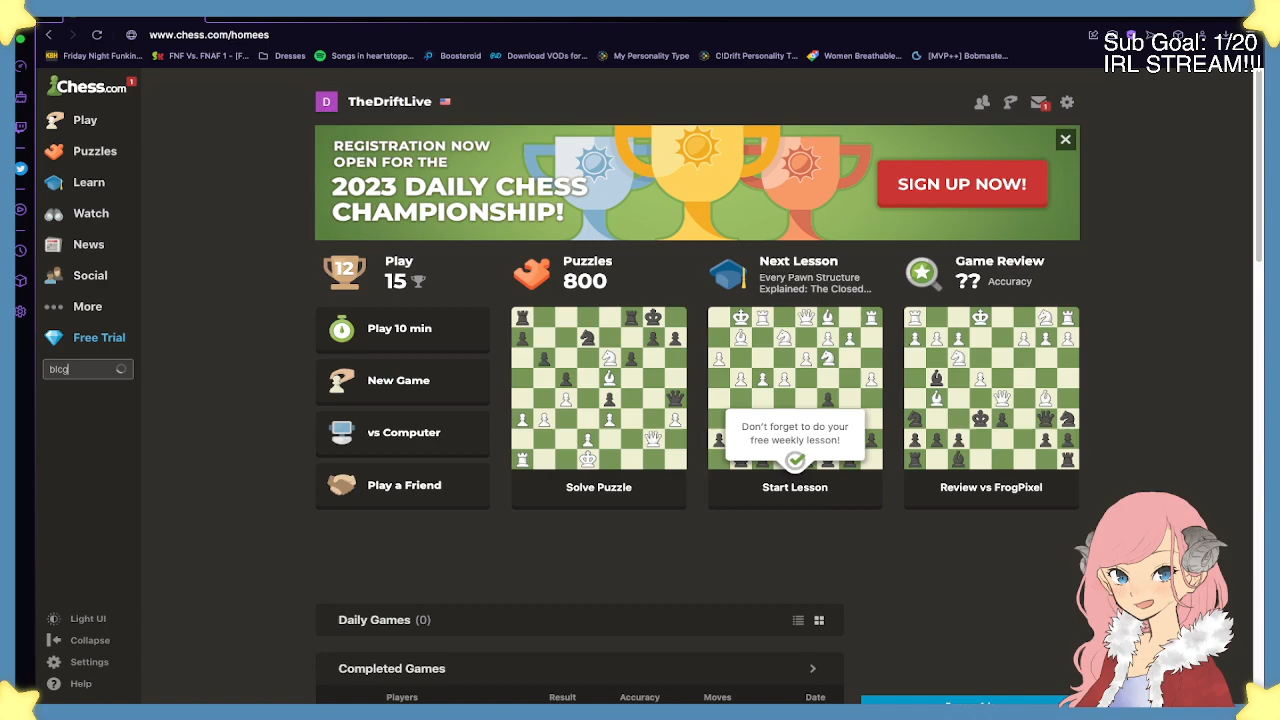 www.chess.com/homees
Sub Goal: 1/20
IRL STREAM!!!
Friday Night Funkin...
FNF Vs. FNAF 1 - [F...
Dresses
Songs in heartstopp...
Boosteroid
Download VODs for...
My Personality Type
C!Drift Personality T...
Women Breathable...
[MVP++] Bobmaste...
Chess.com
1
Play
Puzzles
Learn
Watch
News
Social
More
Free Trial
blcg
Light UI
Collapse
Settings
Help
D
TheDriftLive
1
REGISTRATION NOW
OPEN FOR THE
2023 DAILY CHESS
CHAMPIONSHIP!
SIGN UP NOW!
12
Play
15
Puzzles
800
Next Lesson
Every Pawn Structure
Explained: The Closed...
Game Review
?? Accuracy
Play 10 min
New Game
vs Computer
Play a Friend
Solve Puzzle
Don't forget to do your
free weekly lesson!
Start Lesson
Review vs FrogPixel
Daily Games (0)
Completed Games
Players Result Accuracy Moves Date